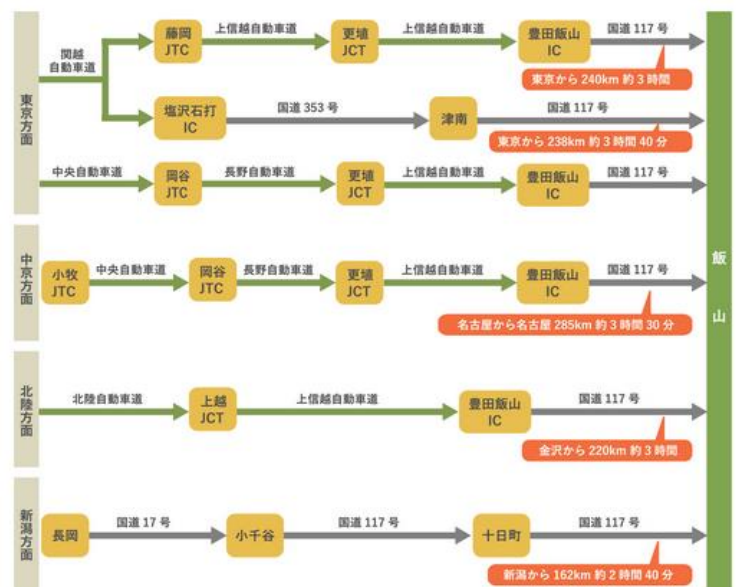 東京方面
関越
自動車道
藤岡
JTC
上信越自動車道
更埴
JCT
上信越自動車道
豊田飯山
IC
国道 117 号
東京から 240km 約 3 時間
塩沢石打
IC
国道 353 号
津南
国道 117 号
東京から 238km 約 3 時間 40 分
中央自動車道
岡谷
JTC
長野自動車道
更埴
JCT
上信越自動車道
豊田飯山
IC
国道 117 号
中京方面
小牧
JTC
中央自動車道
岡谷
JTC
長野自動車道
更埴
JCT
上信越自動車道
豊田飯山
IC
国道 117 号
名古屋から名古屋 285km 約 3 時間 30 分
北陸方面
北陸自動車道
上越
JCT
上信越自動車道
豊田飯山
IC
国道 117 号
金沢から 220km 約 3 時間
新潟方面
長岡
国道 17 号
小千谷
国道 117 号
十日町
国道 117 号
新潟から 162km 約 2 時間 40 分
飯山